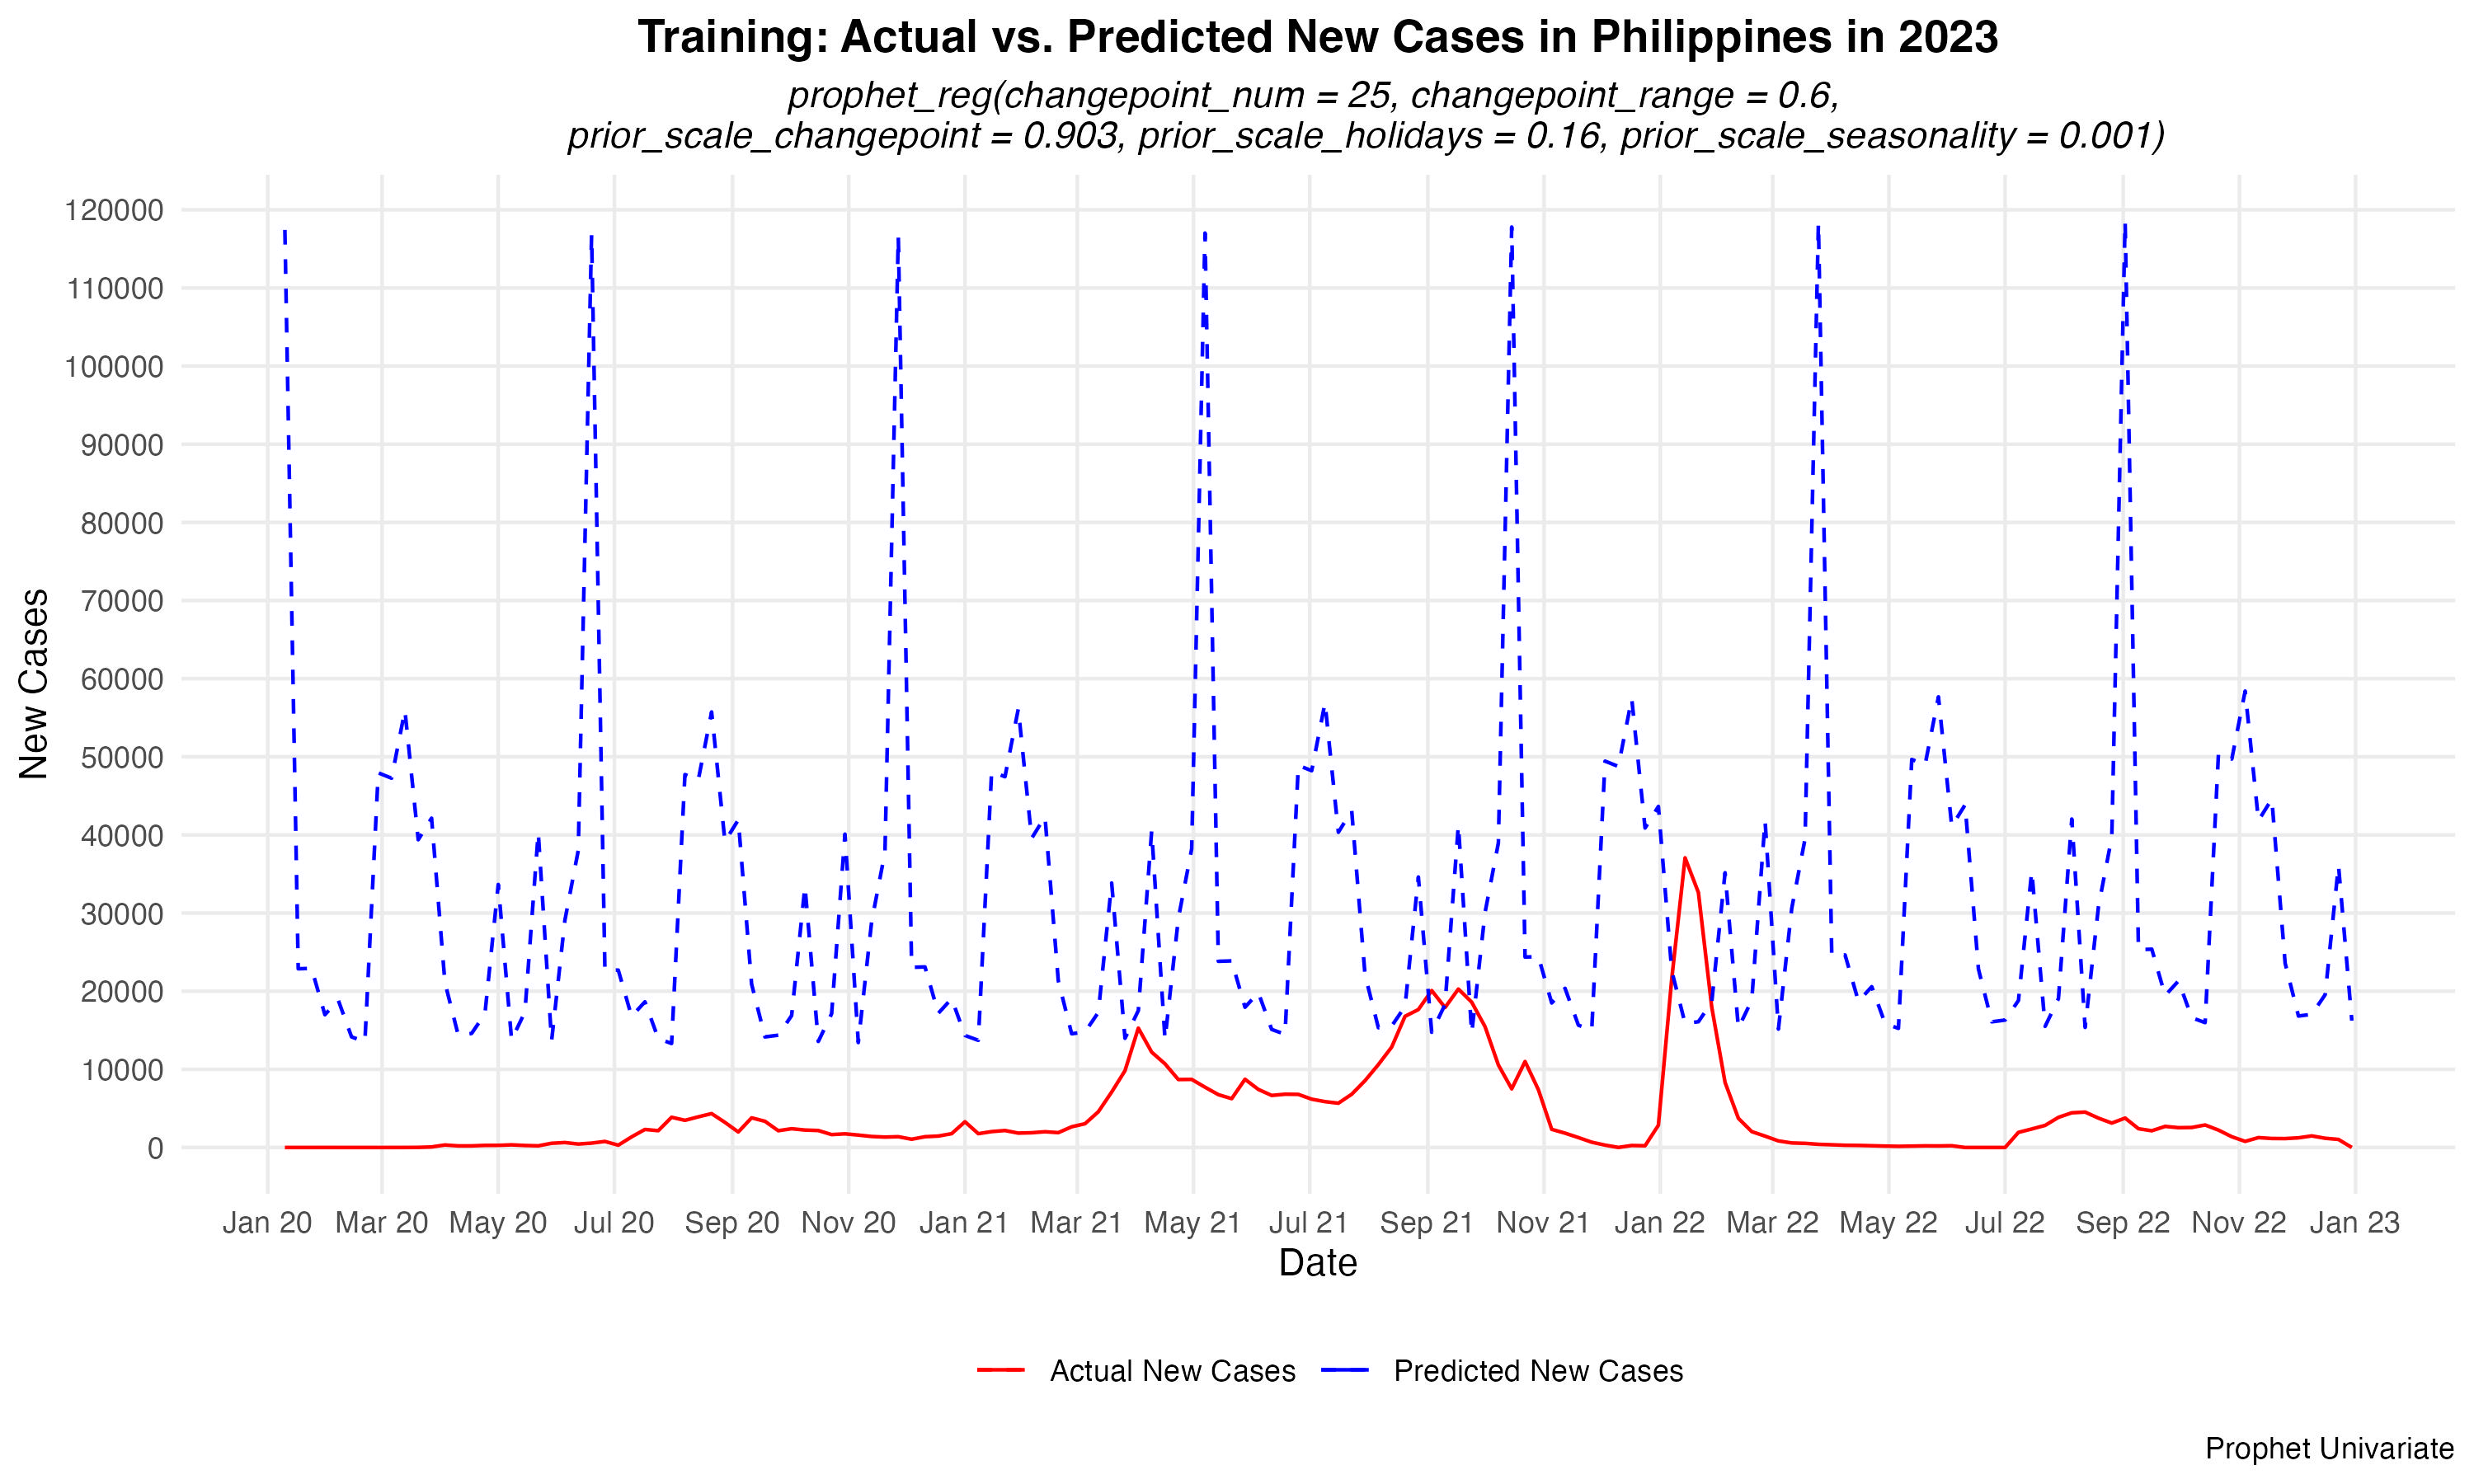 Training: Actual vs. Predicted New Cases in Philippines in 2023
prophet_reg(changepoint_num = 25, changepoint_range = 0.6,
prior_scale_changepoint = 0.903, prior_scale_holidays = 0.16, prior_scale_seasonality = 0.001)
120000
110000
100000
90000
80000
70000
60000
50000
40000
30000
20000
10000
0
New Cases
Jan 20 Mar 20 May 20 Jul 20 Sep 20 Nov 20 Jan 21 Mar 21 May 21 Jul 21 Sep 21 Nov 21 Jan 22 Mar 22 May 22 Jul 22 Sep 22 Nov 22 Jan 23
Date
Actual New Cases Predicted New Cases
Prophet Univariate